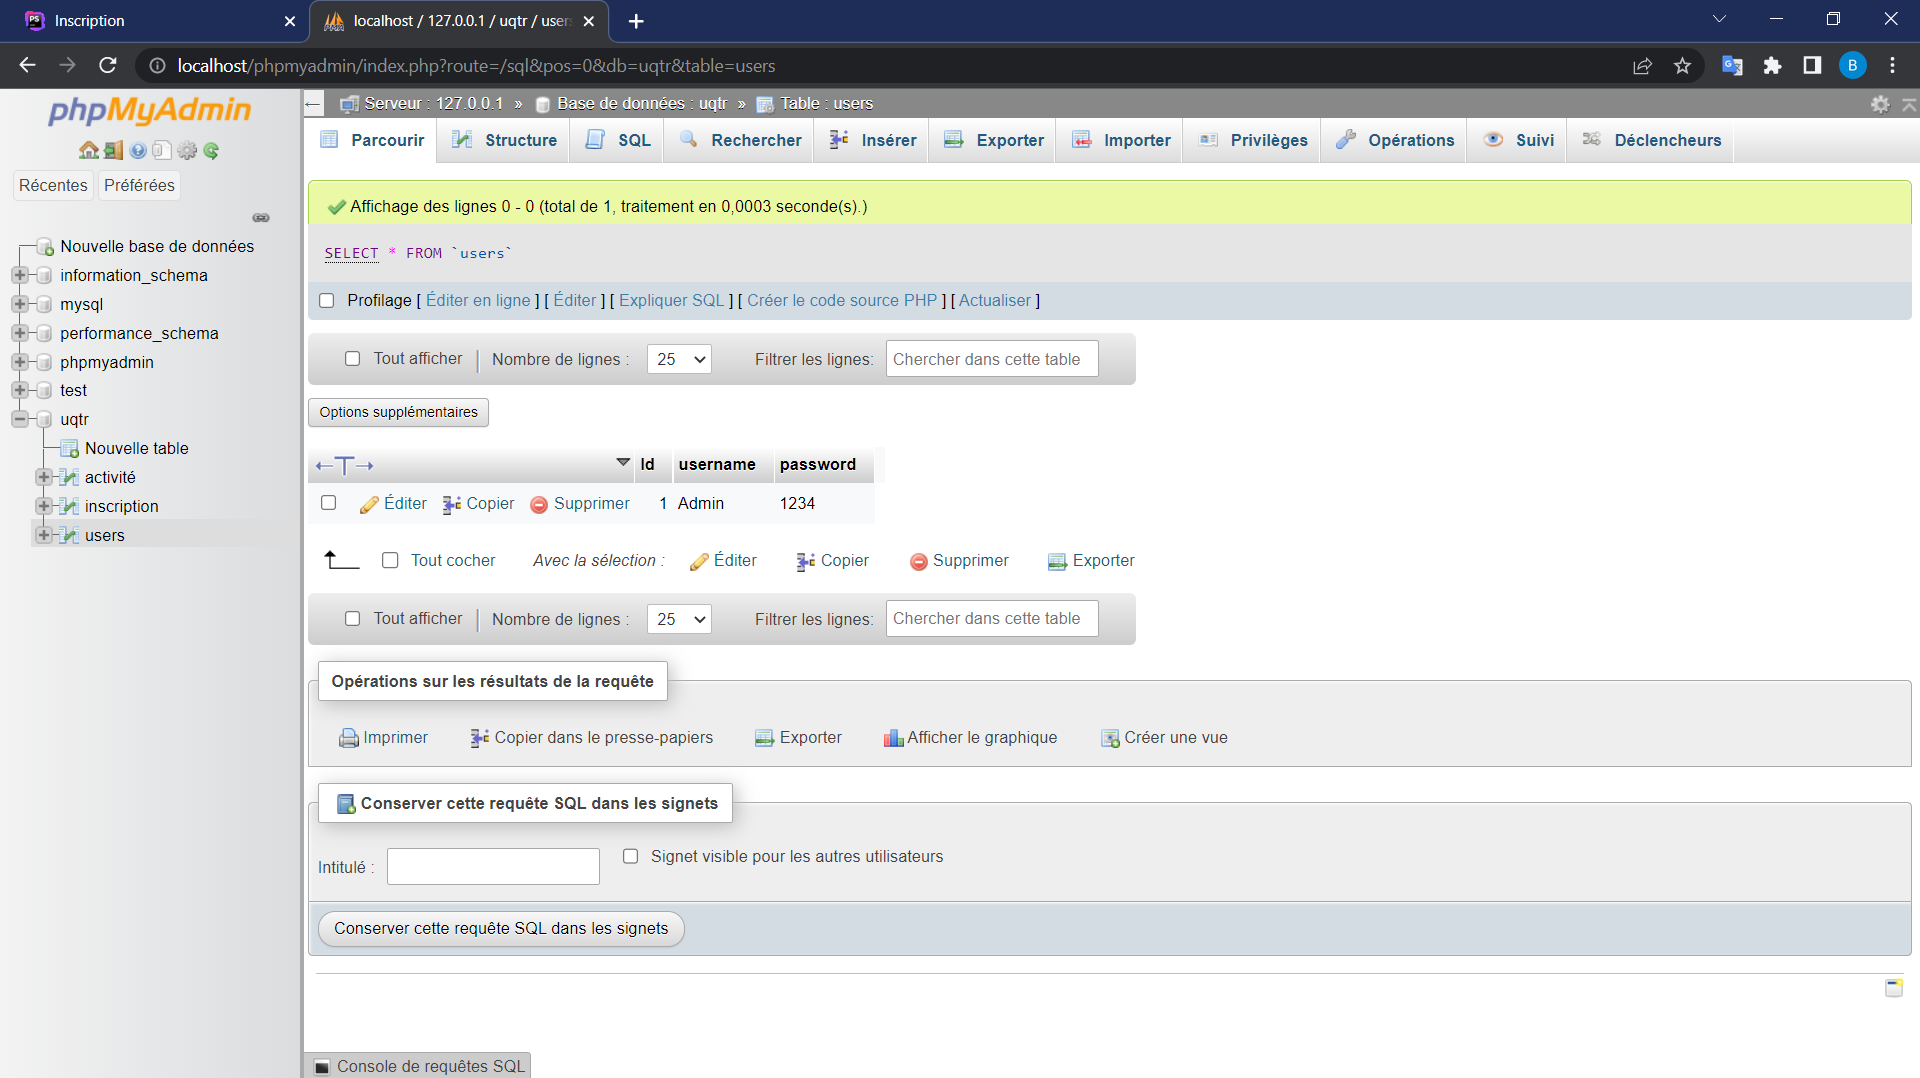 Inscription
localhost / 127.0.0.1 / uqtr / users
localhost/phpmyadmin/index.php?route=/sql&pos=0&db=uqtr&table=users
B
phpMyAdmin
Récentes Préférées
Nouvelle base de données
information_schema
mysql
performance_schema
phpmyadmin
test
uqtr
Nouvelle table
activité
inscription
users
Serveur : 127.0.0.1 » Base de données : uqtr » Table : users
Parcourir Structure SQL Rechercher Insérer Exporter Importer Privilèges Opérations Suivi Déclencheurs
Affichage des lignes 0 - 0 (total de 1, traitement en 0,0003 seconde(s).)
SELECT * FROM `users`
Profilage [ Éditer en ligne ] [ Éditer ] [ Expliquer SQL ] [ Créer le code source PHP ] [ Actualiser ]
Tout afficher | Nombre de lignes : 25 Filtrer les lignes: Chercher dans cette table
Options supplémentaires
Id username password
Éditer Copier Supprimer 1 Admin 1234
Tout cocher Avec la sélection : Éditer Copier Supprimer Exporter
Tout afficher | Nombre de lignes : 25 Filtrer les lignes: Chercher dans cette table
Opérations sur les résultats de la requête
Imprimer Copier dans le presse-papiers Exporter Afficher le graphique Créer une vue
Conserver cette requête SQL dans les signets
Intitulé : Signet visible pour les autres utilisateurs
Conserver cette requête SQL dans les signets
Console de requêtes SQL